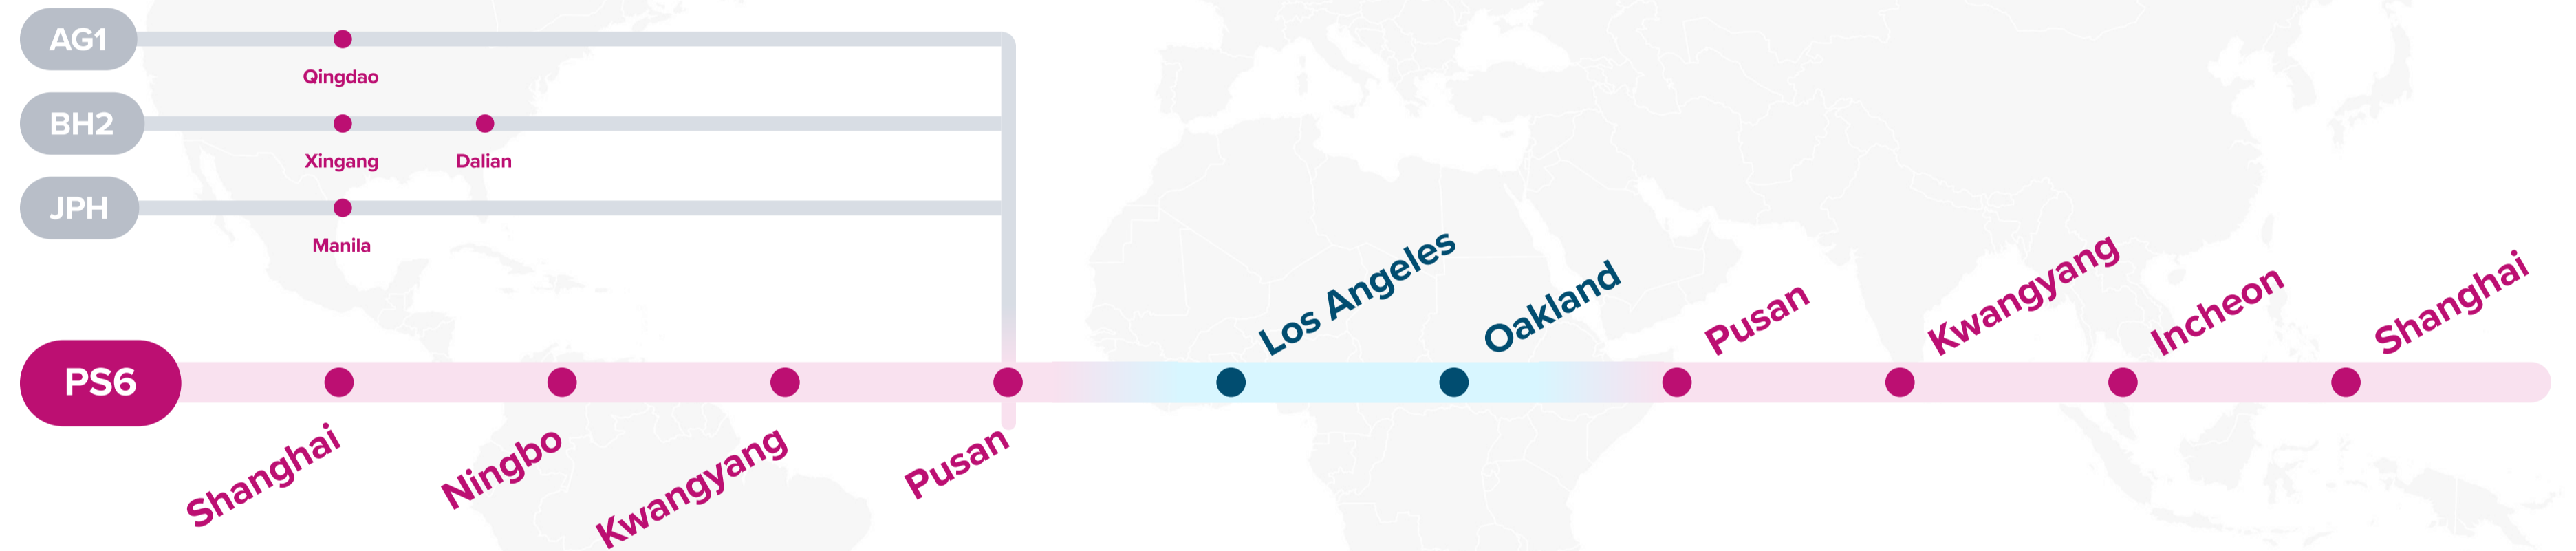 AG1
Qingdao
BH2
Xingang
Dalian
JPH
Manila
PS6
Shanghai
Ningbo
Kwangyang
Pusan
Los Angeles
Oakland
Pusan
Kwangyang
Incheon
Shanghai